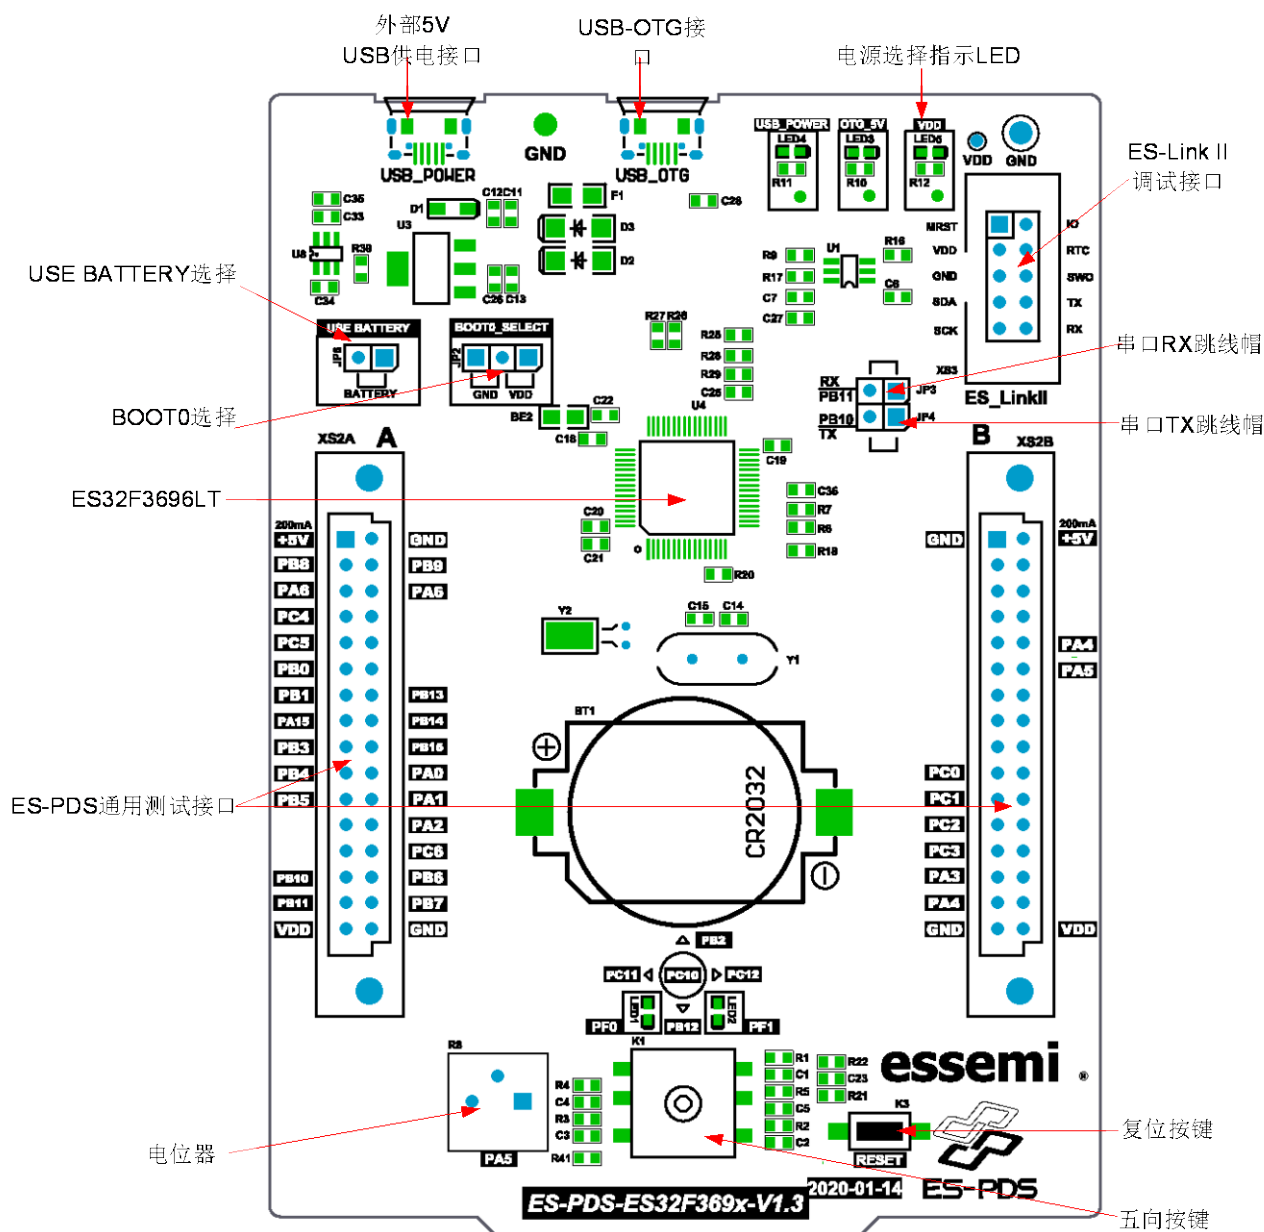 外部5V
USB供电接口
USB-OTG接
口
电源选择指示LED
USB_POWER
GND
USB_OTG
USB_POWER
LED4
R11
OTG_5V
LED3
R10
VDD
R12
VDD
GND
ES-Link II
调试接口
C35
C33
U8
R39
C34
D1
U3
C12
C11
C26
C13
F1
D3
D2
C28
R9
R17
C7
C27
U1
R16
C6
MRST
VDD
GND
SDA
SCK
IO
RTC
SWO
TX
RX
XS3
ES_LinkII
USE BATTERY选择
USE BATTERY
JP6
BATTERY
BOOT0_SELECT
JP2
GND
VDD
BOOT0选择
R27
R26
R25
R28
R29
C25
U4
BE2
C22
C18
RX
PB11
PB10
TX
JP3
JP4
串口RX跳线帽
串口TX跳线帽
XS2A
A
B
XS2B
ES32F3696LT
C19
C36
R7
R6
R18
C20
C21
R20
200mA
+5V
PB8
PA6
PC4
PC5
PB0
PB1
PA15
PB3
PB4
PB5
PB10
PB11
VDD
GND
PB9
PA6
PB13
PB14
PB15
PA0
PA1
PA2
PC6
PB6
PB7
GND
GND
PC0
PC1
PC2
PC3
PA3
PA4
GND
200mA
+5V
PA4
PA5
VDD
Y2
C15
C14
Y1
BT1
CR2032
ES-PDS通用测试接口
PB2
PC11
PC10
PC12
LED1
LED2
PF0
PB12
PF1
K1
R8
PA5
电位器
R4
C4
R3
C3
R41
R1
C1
R5
C5
R2
C2
R22
C23
R21
essemi
®
K3
RESET
复位按键
2020-01-14
ES-PDS
ES-PDS-ES32F369x-V1.3
五向按键